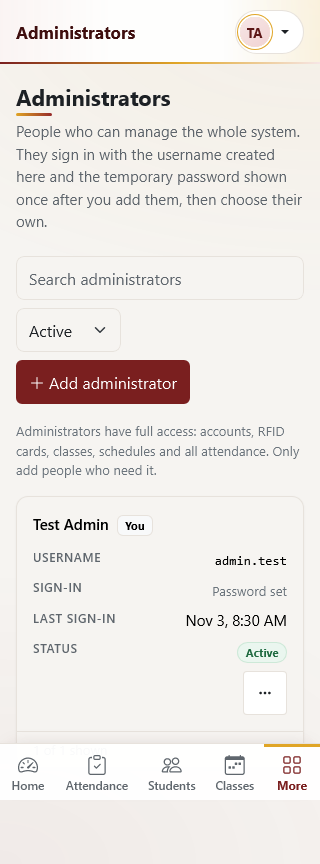 Administrators
TA
Administrators
People who can manage the whole system.
They sign in with the username created
here and the temporary password shown
once after you add them, then choose their
own.
Search administrators
Active
+ Add administrator
Administrators have full access: accounts, RFID
cards, classes, schedules and all attendance. Only
add people who need it.
Test Admin You
USERNAME admin.test
SIGN-IN Password set
LAST SIGN-IN Nov 3, 8:30 AM
STATUS Active
...
Home Attendance Students Classes More